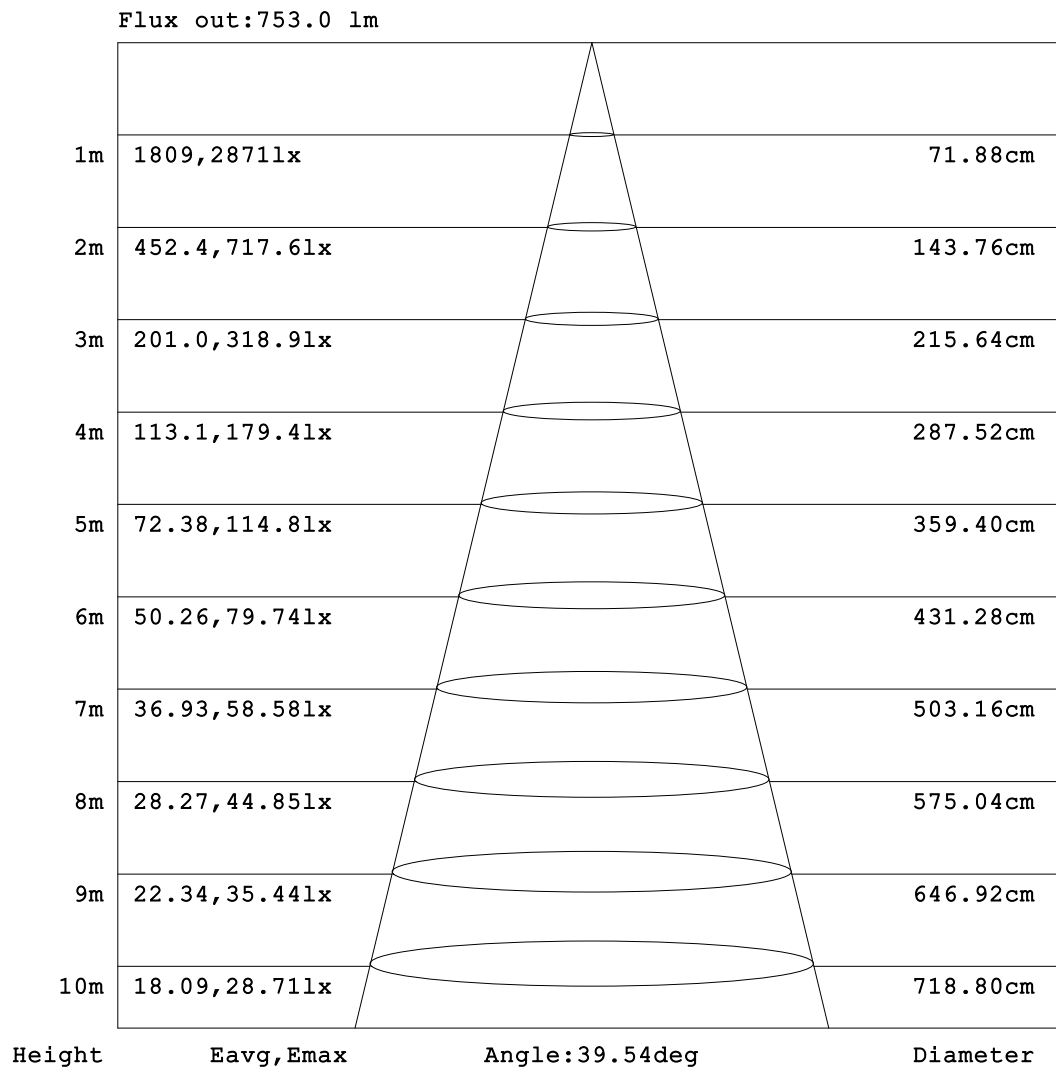 Flux out:753.0 lm
1m 1809,2871lx 71.88cm
2m 452.4,717.6lx 143.76cm
3m 201.0,318.9lx 215.64cm
4m 113.1,179.4lx 287.52cm
5m 72.38,114.8lx 359.40cm
6m 50.26,79.74lx 431.28cm
7m 36.93,58.58lx 503.16cm
8m 28.27,44.85lx 575.04cm
9m 22.34,35.44lx 646.92cm
10m 18.09,28.71lx 718.80cm
Height Eavg,Emax Angle:39.54deg Diameter